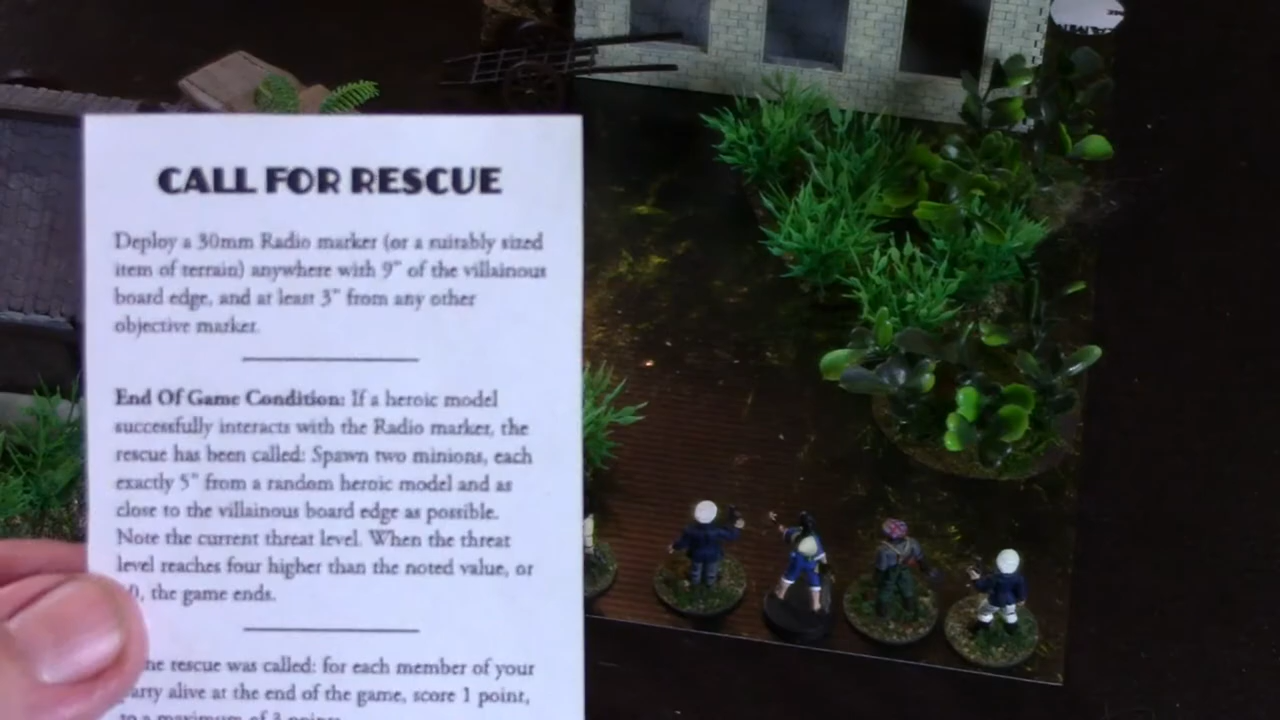 CALL FOR RESCUE
Deploy a 30mm Radio marker (or a suitably sized
item of terrain) anywhere with 9" of the villainous
board edge, and at least 3" from any other
objective marker.
End Of Game Condition: If a heroic model
successfully interacts with the Radio marker, the
rescue has been called: Spawn two minions, each
exactly 5" from a random heroic model and as
close to the villainous board edge as possible.
Note the current threat level. When the threat
level reaches four higher than the noted value, or
the game ends.
rescue was called: for each member of your
alive at the end of the game, score 1 point,
to a maximum of 3 points.